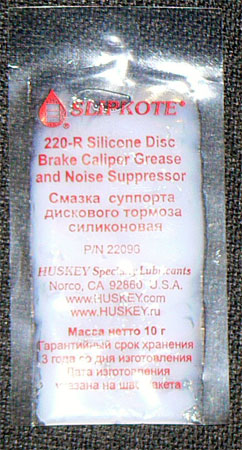 SLIPKOTE®
220-R Silicone Disc
Brake Caliper Grease
and Noise Suppressor
Смазка суппорта
дискового тормоза
силиконовая
P/N 22093
HUSKEY Specialty Lubricants
Norco, CA 92860 U.S.A.
www.HUSKEY.com
www.HUSKEY.ru
Масса нетто 10 г
Гарантийный срок хранения
3 года со дня изготовления
Дата изготовления
указана на шве пакета